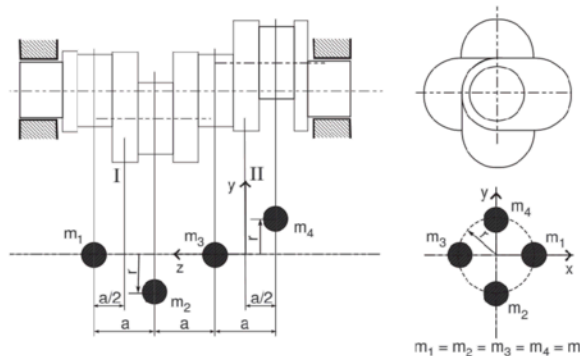 I
II
y
m₁
z
m₃
r
m₄
r
m₂
a/2
a/2
a
a
a
y
m₄
r
m₃
m₁
x
m₂
m₁ = m₂ = m₃ = m₄ = m